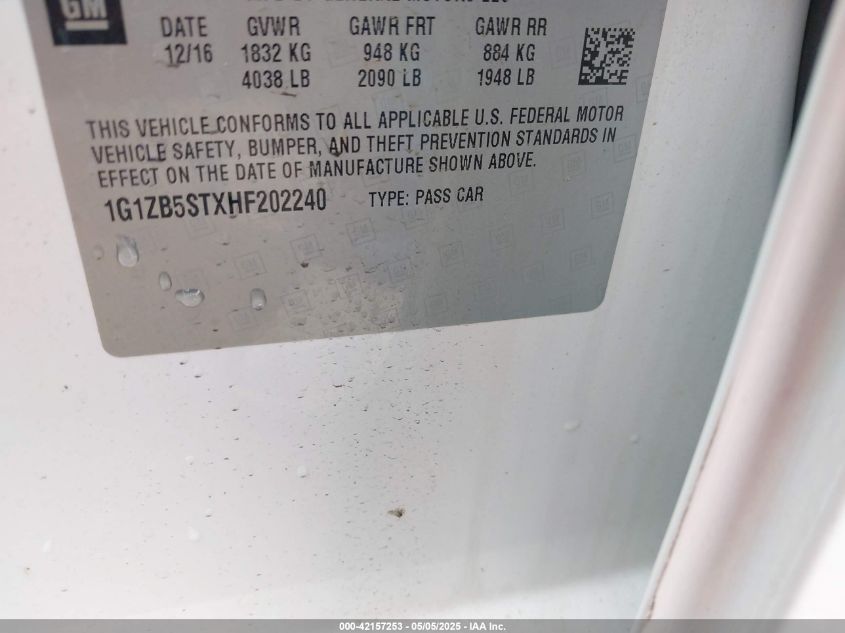 GM
DATE GVWR GAWR FRT GAWR RR
12/16 1832 KG 948 KG 884 KG
4038 LB 2090 LB 1948 LB
THIS VEHICLE CONFORMS TO ALL APPLICABLE U.S. FEDERAL MOTOR
VEHICLE SAFETY, BUMPER, AND THEFT PREVENTION STANDARDS IN
EFFECT ON THE DATE OF MANUFACTURE SHOWN ABOVE.
1G1ZB5STXHF202240 TYPE: PASS CAR
000-42157253 - 05/05/2025 - IAA Inc.